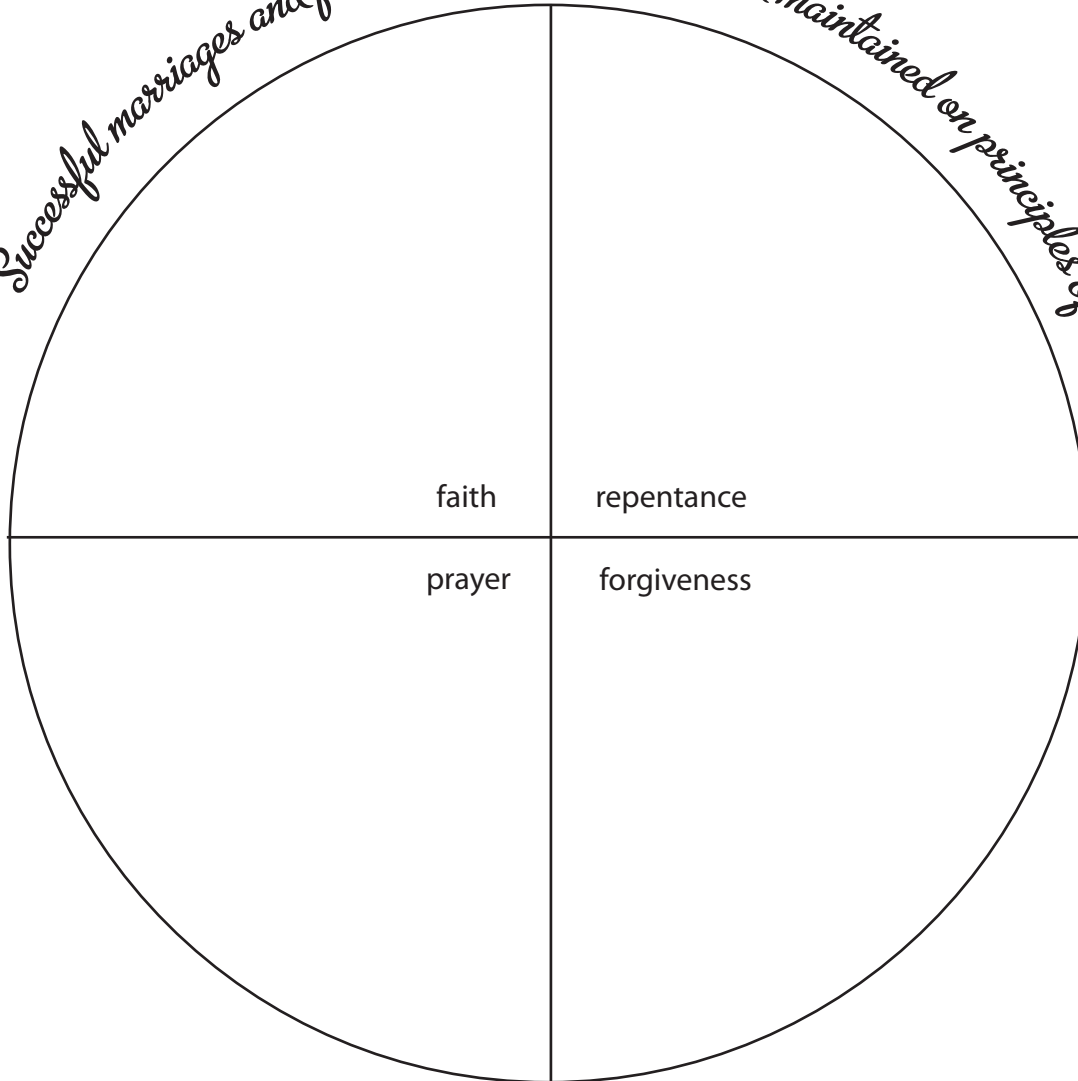 Successful marriages and
maintained on principles
faith
repentance
prayer
forgiveness